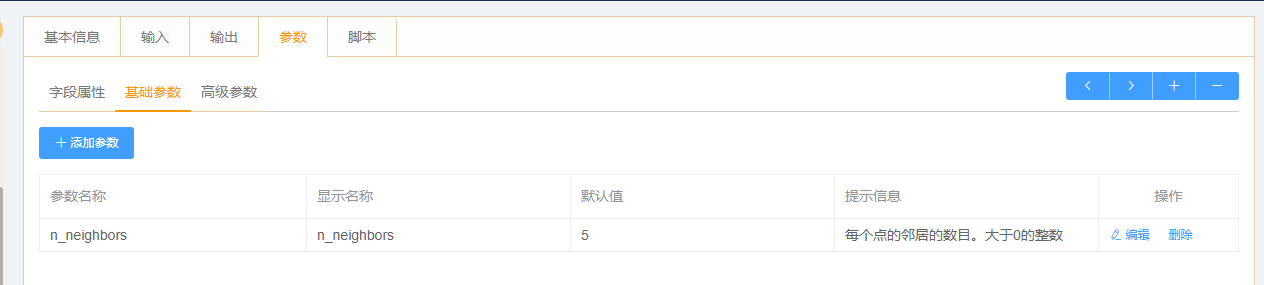 基本信息 输入 输出 参数 脚本
字段属性 基础参数 高级参数
添加参数
参数名称 显示名称 默认值 提示信息 操作
n_neighbors n_neighbors 5 每个点的邻居的数目。大于0的整数 编辑 删除